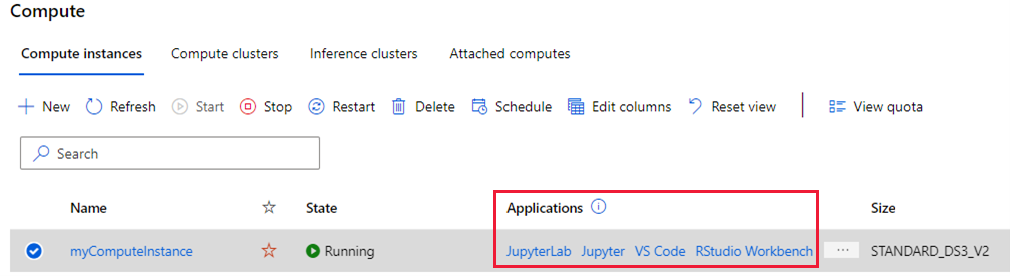 Compute
Compute instances Compute clusters Inference clusters Attached computes
New Refresh Start Stop Restart Delete Schedule Edit columns Reset view View quota
Search
Name State Applications Size
myComputeInstance Running JupyterLab Jupyter VS Code RStudio Workbench ... STANDARD_DS3_V2